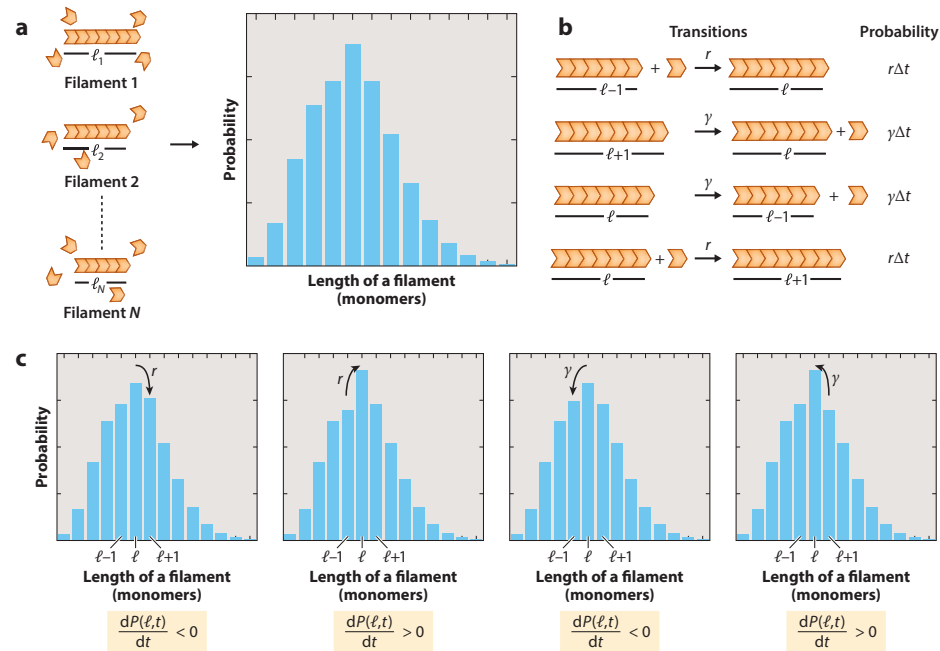 a
ℓ1
Filament 1
ℓ2
Filament 2
ℓN
Filament N
Probability
Length of a filament
(monomers)
b
Transitions
Probability
+ r
ℓ–1 ℓ
rΔt
γ
+
ℓ+1 ℓ
γΔt
γ
+
ℓ ℓ–1
γΔt
+ r
ℓ ℓ+1
rΔt
c
Probability
r
ℓ–1 ℓ ℓ+1
Length of a filament
(monomers)
dP(ℓ,t)
dt
< 0
r
ℓ–1 ℓ ℓ+1
Length of a filament
(monomers)
dP(ℓ,t)
dt
> 0
γ
ℓ–1 ℓ ℓ+1
Length of a filament
(monomers)
dP(ℓ,t)
dt
< 0
γ
ℓ–1 ℓ ℓ+1
Length of a filament
(monomers)
dP(ℓ,t)
dt
> 0